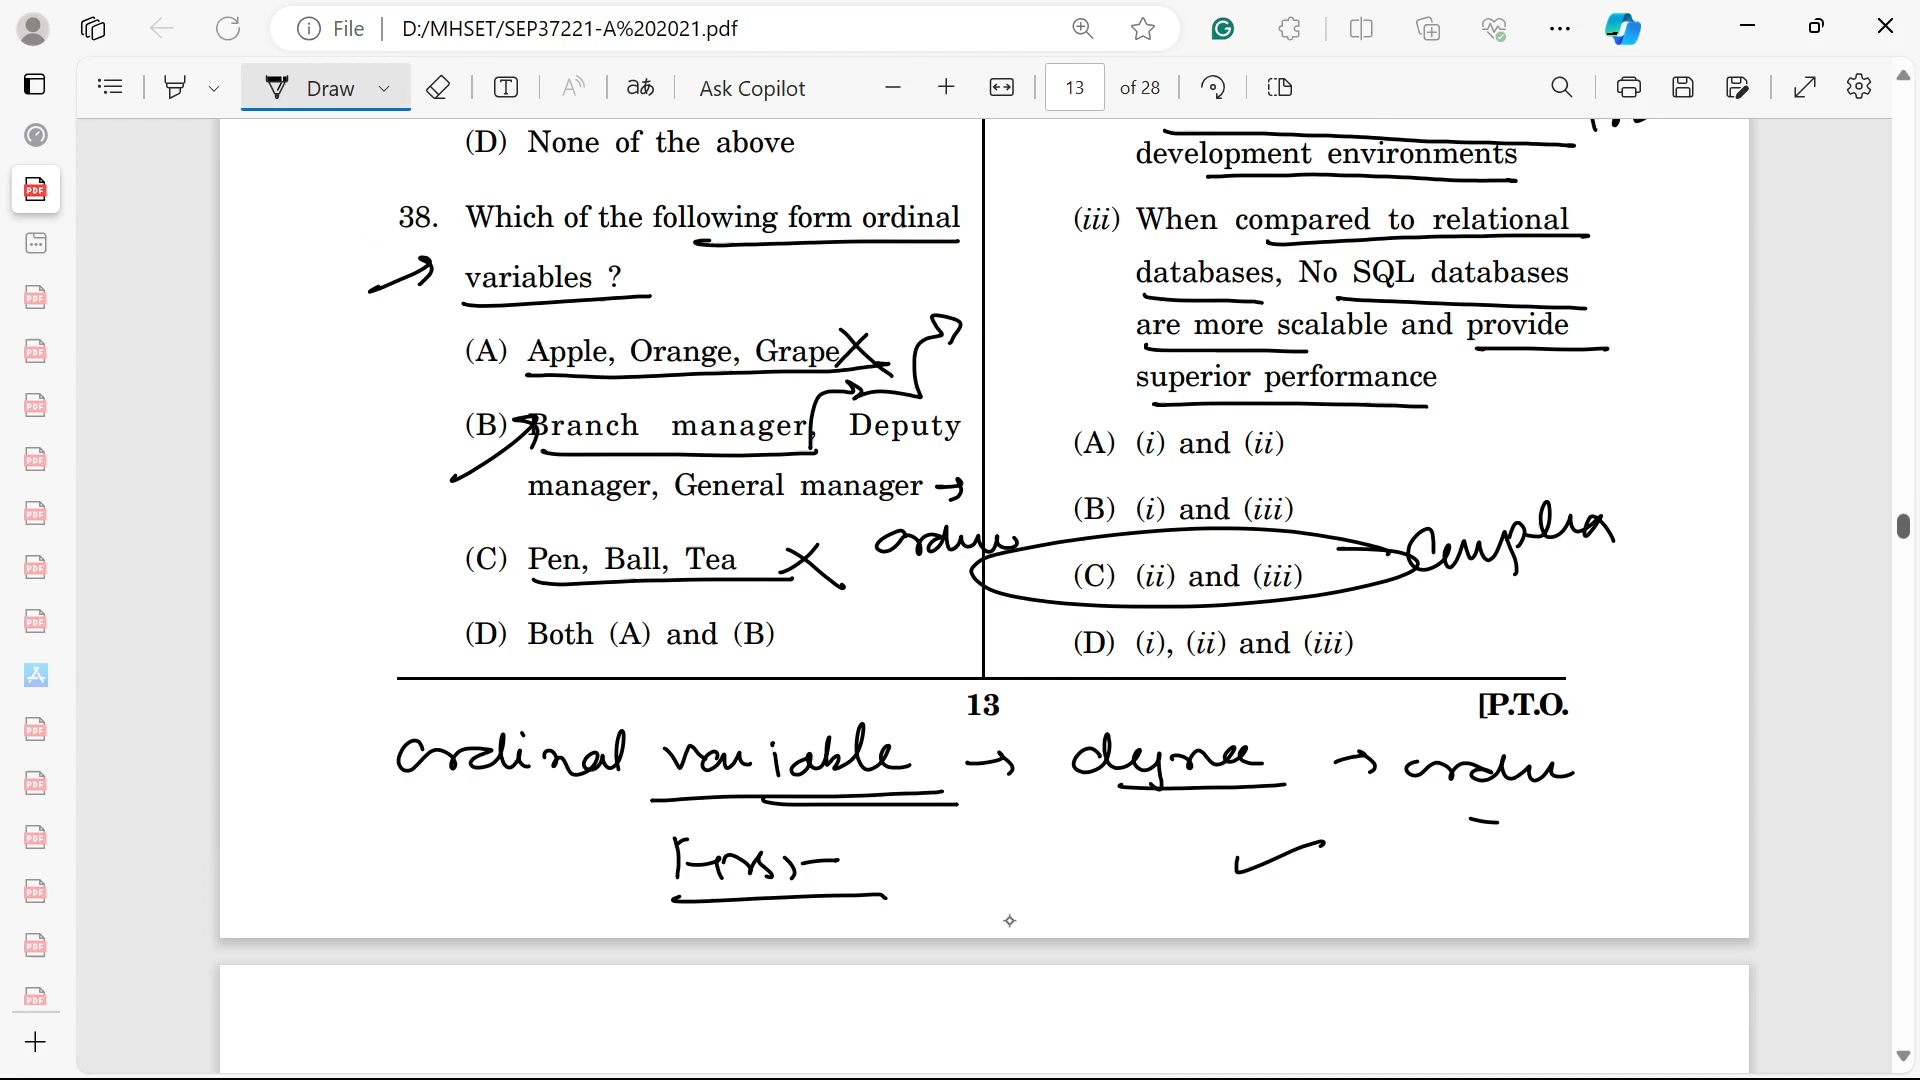 File
D:/MHSET/SEP37221-A%202021.pdf
Draw
Ask Copilot
13 of 28
(D) None of the above
38. Which of the following form ordinal
variables ?
(A) Apple, Orange, Grape
(B) Branch manager, Deputy
manager, General manager
(C) Pen, Ball, Tea
(D) Both (A) and (B)
development environments
(iii) When compared to relational
databases, No SQL databases
are more scalable and provide
superior performance
(A) (i) and (ii)
(B) (i) and (iii)
(C) (ii) and (iii)
(D) (i), (ii) and (iii)
13
[P.T.O.
ordinal variable → degree → order